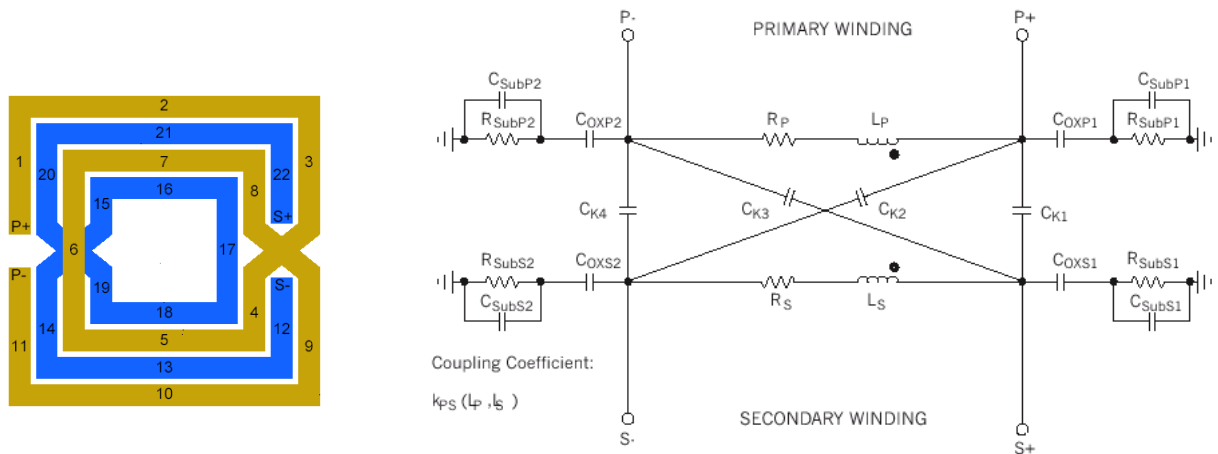 2
21
1
20
7
22
3
16
8
15
P+
S+
6
17
P-
S-
19
4
14
18
12
11
5
9
13
10
P-
PRIMARY WINDING
P+
CSubP2
RSubP2
COXP2
RP
LP
COXP1
CSubP1
RSubP1
CK4
CK3
CK2
CK1
RSubS2
COXS2
CSubS2
RS
LS
COXS1
RSubS1
CSubS1
Coupling Coefficient:
kPS (LP ,LS )
S-
SECONDARY WINDING
S+